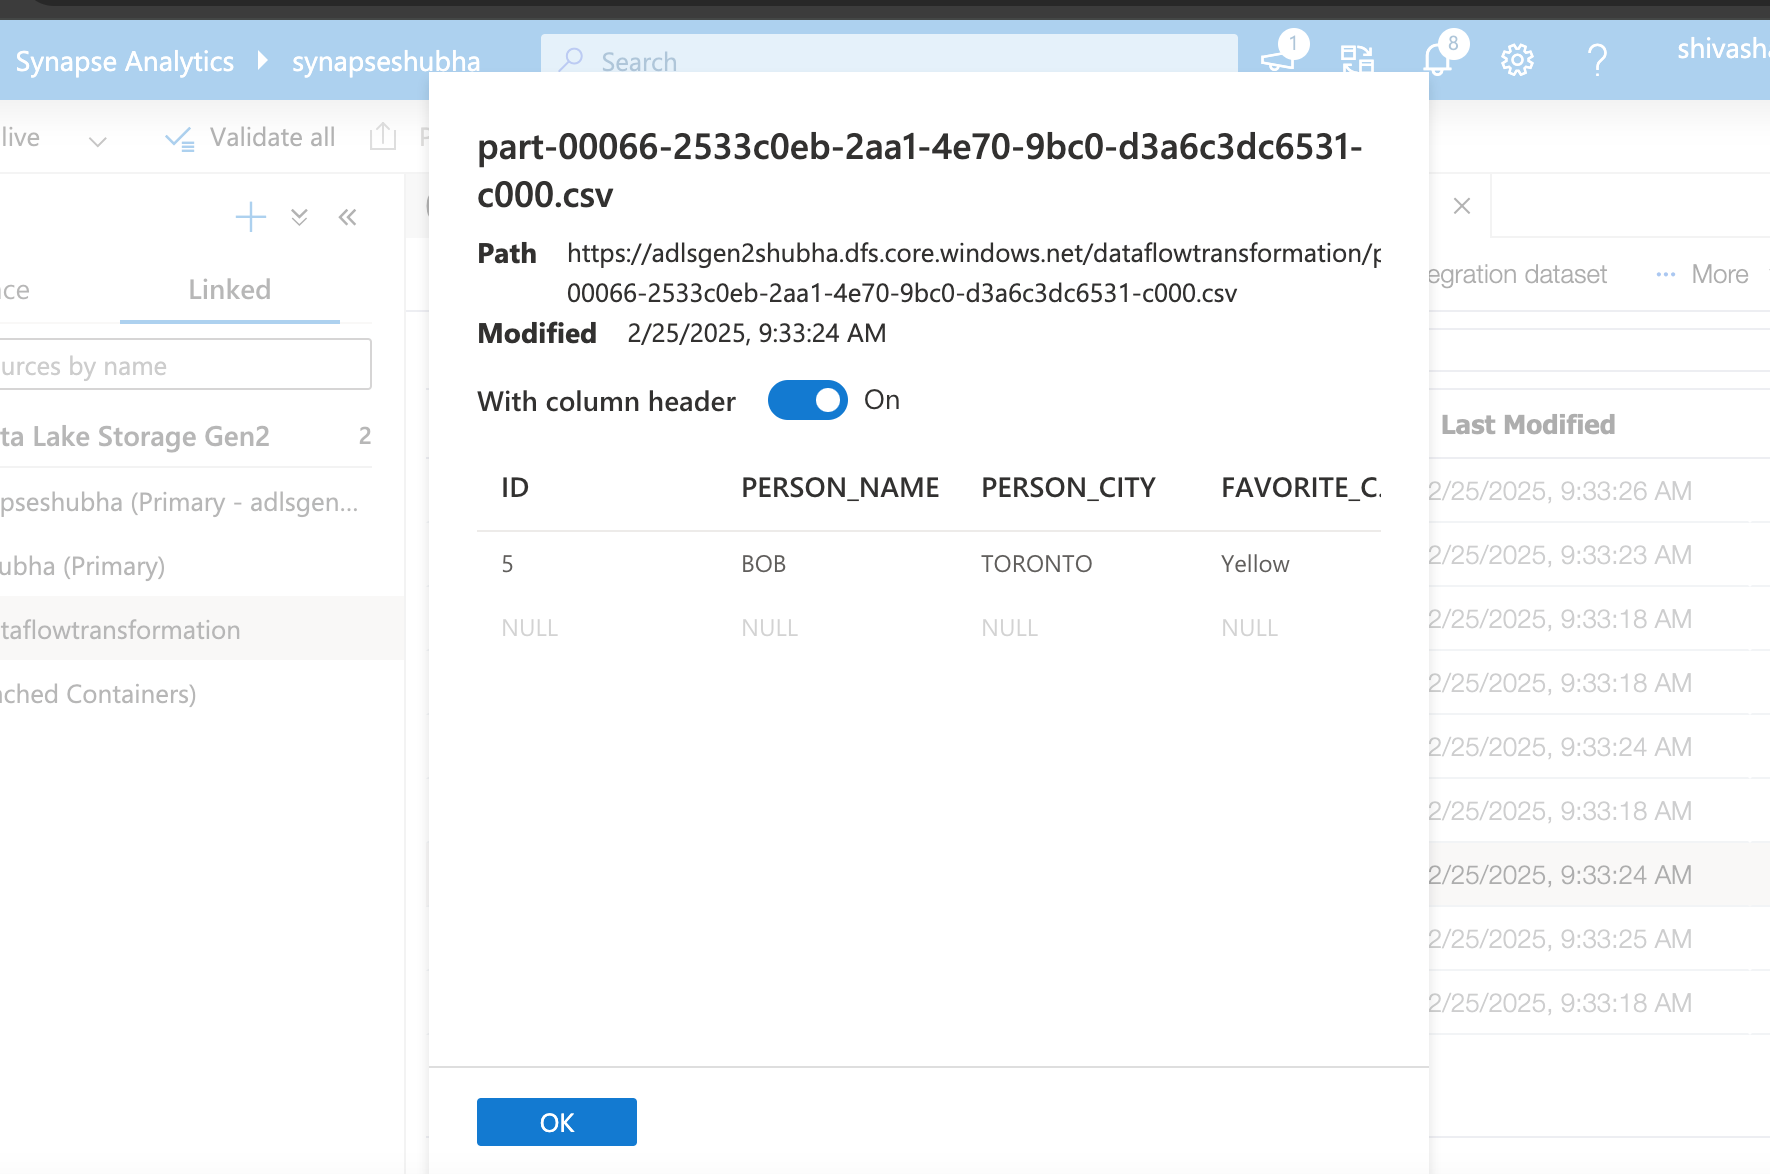 Synapse Analytics synapseshubha Search 1 8
live Validate all
part-00066-2533c0eb-2aa1-4e70-9bc0-d3a6c3dc6531-
c000.csv
Path https://adlsgen2shubha.dfs.core.windows.net/dataflowtransformation/p
00066-2533c0eb-2aa1-4e70-9bc0-d3a6c3dc6531-c000.csv
Modified 2/25/2025, 9:33:24 AM
With column header On
ID PERSON_NAME PERSON_CITY FAVORITE_C.
5 BOB TORONTO Yellow
NULL NULL NULL NULL
OK
Linked
urces by name
ta Lake Storage Gen2 2
pseshubha (Primary - adlsgen...
ubha (Primary)
taflowtransformation
ached Containers)
egration dataset ... More
Last Modified
2/25/2025, 9:33:26 AM
2/25/2025, 9:33:23 AM
2/25/2025, 9:33:18 AM
2/25/2025, 9:33:18 AM
2/25/2025, 9:33:24 AM
2/25/2025, 9:33:18 AM
2/25/2025, 9:33:24 AM
2/25/2025, 9:33:25 AM
2/25/2025, 9:33:18 AM